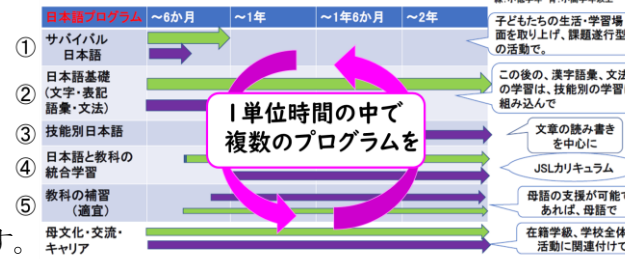 日本語プログラム ～6か月 ～1年 ～1年6か月 ～2年
① サバイバル
日本語
子どもたちの生活・学習場
面を取り上げ、課題遂行型
の活動で。
② 日本語基礎
(文字・表記
語彙・文法)
この後の、漢字語彙、文法
の学習は、技能別の学習に
組み込んで
1単位時間の中で
複数のプログラムを
③ 技能別日本語
文章の読み書き
を中心に
④ 日本語と教科の
統合学習
JSLカリキュラム
⑤ 教科の補習
(適宜)
母語の支援が可能で
あれば、母語で
す。
母文化・交流・
キャリア
在籍学級、学校全体
活動に関連付けて